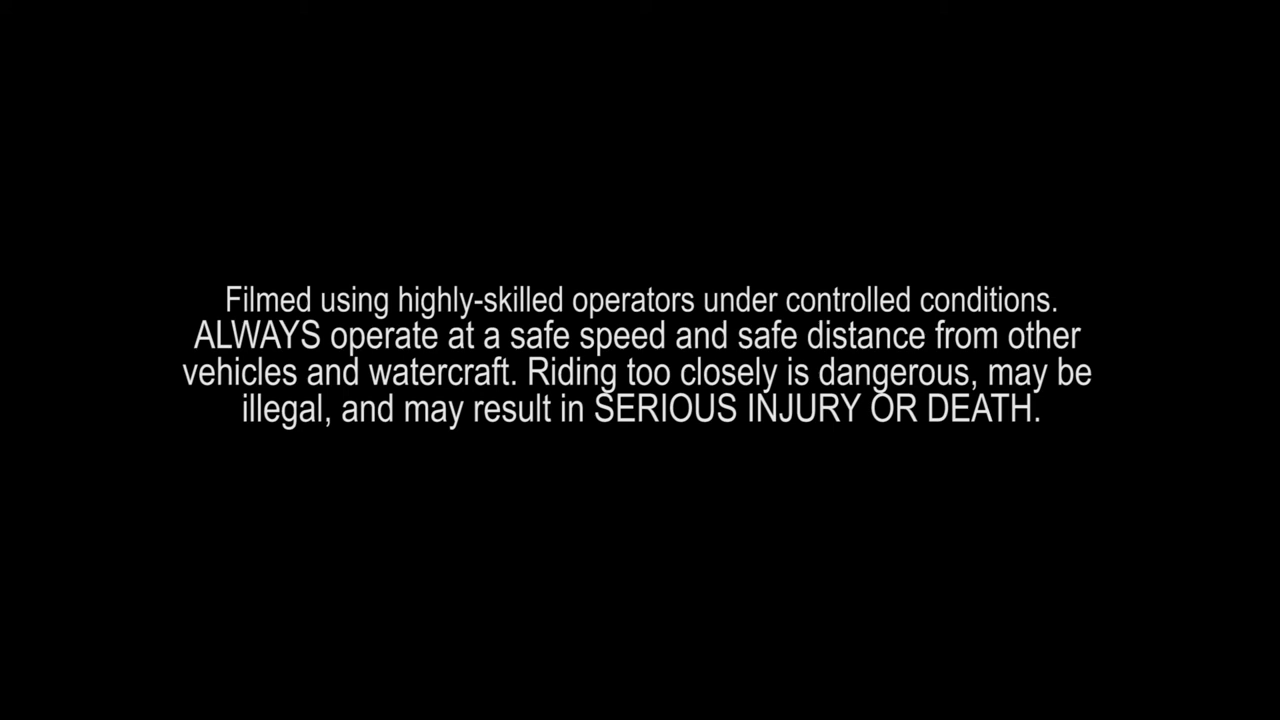 Filmed using highly-skilled operators under controlled conditions.
ALWAYS operate at a safe speed and safe distance from other
vehicles and watercraft. Riding too closely is dangerous, may be
illegal, and may result in SERIOUS INJURY OR DEATH.